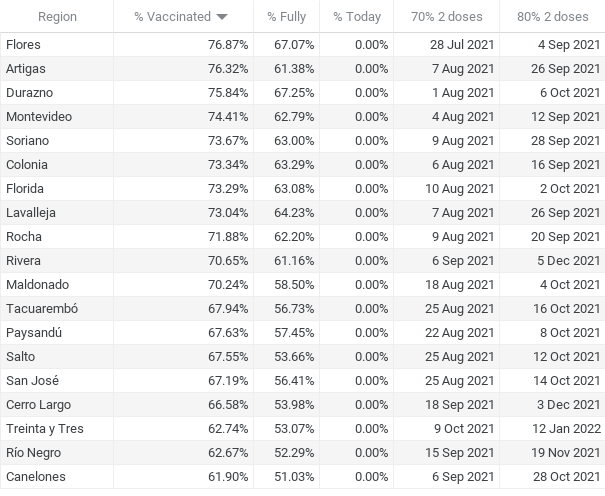 Region % Vaccinated % Fully % Today 70% 2 doses 80% 2 doses
Flores 76.87% 67.07% 0.00% 28 Jul 2021 4 Sep 2021
Artigas 76.32% 61.38% 0.00% 7 Aug 2021 26 Sep 2021
Durazno 75.84% 67.25% 0.00% 1 Aug 2021 6 Oct 2021
Montevideo 74.41% 62.79% 0.00% 4 Aug 2021 12 Sep 2021
Soriano 73.67% 63.00% 0.00% 9 Aug 2021 28 Sep 2021
Colonia 73.34% 63.29% 0.00% 6 Aug 2021 16 Sep 2021
Florida 73.29% 63.08% 0.00% 10 Aug 2021 2 Oct 2021
Lavalleja 73.04% 64.23% 0.00% 7 Aug 2021 26 Sep 2021
Rocha 71.88% 62.20% 0.00% 9 Aug 2021 20 Sep 2021
Rivera 70.65% 61.16% 0.00% 6 Sep 2021 5 Dec 2021
Maldonado 70.24% 58.50% 0.00% 18 Aug 2021 4 Oct 2021
Tacuarembó 67.94% 56.73% 0.00% 25 Aug 2021 16 Oct 2021
Paysandú 67.63% 57.45% 0.00% 22 Aug 2021 8 Oct 2021
Salto 67.55% 53.66% 0.00% 25 Aug 2021 12 Oct 2021
San José 67.19% 56.41% 0.00% 25 Aug 2021 14 Oct 2021
Cerro Largo 66.58% 53.98% 0.00% 18 Sep 2021 3 Dec 2021
Treinta y Tres 62.74% 53.07% 0.00% 9 Oct 2021 12 Jan 2022
Río Negro 62.67% 52.29% 0.00% 15 Sep 2021 19 Nov 2021
Canelones 61.90% 51.03% 0.00% 6 Sep 2021 28 Oct 2021